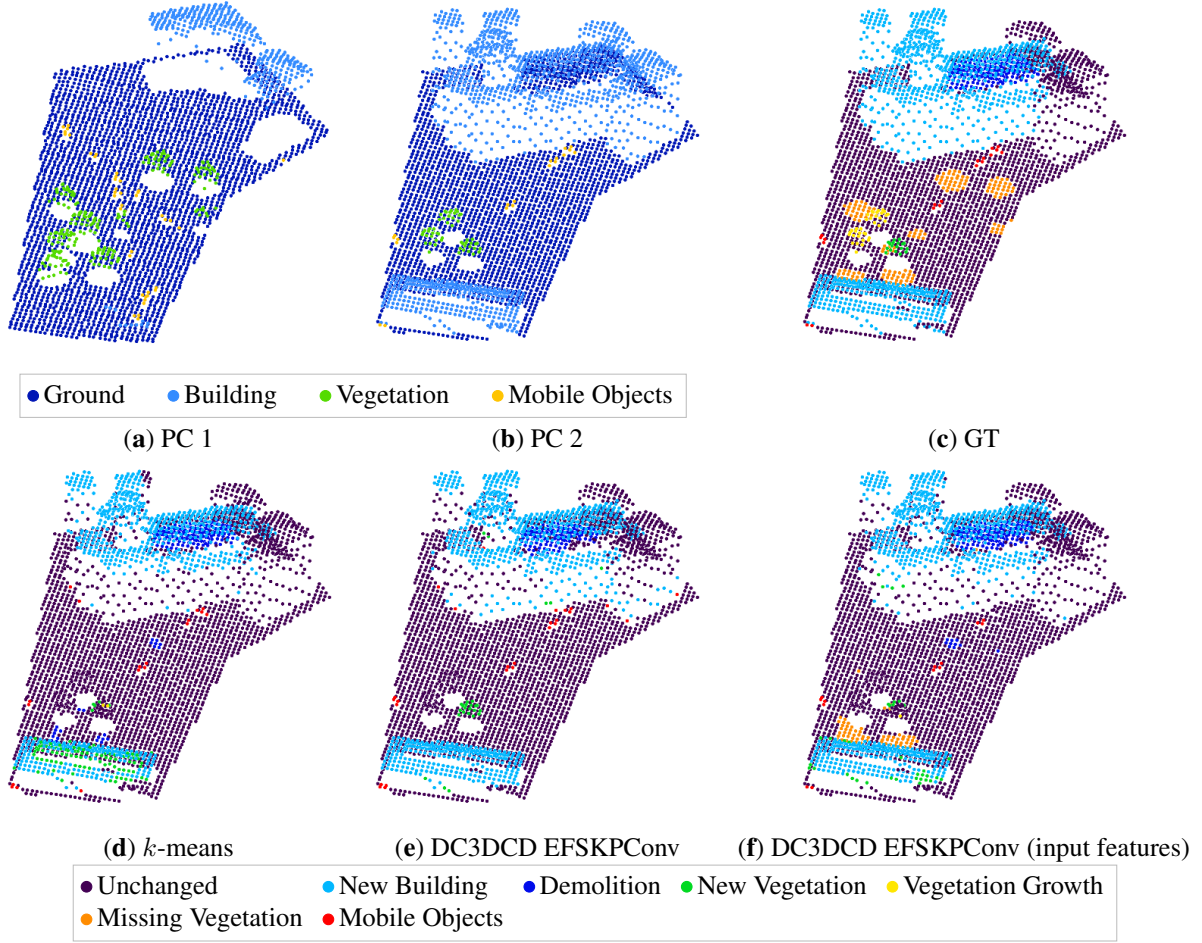 Ground Building Vegetation Mobile Objects
(a) PC 1 (b) PC 2 (c) GT
(d) k-means (e) DC3DCD EFSKPConv (f) DC3DCD EFSKPConv (input features)
Unchanged New Building Demolition New Vegetation Vegetation Growth
Missing Vegetation Mobile Objects